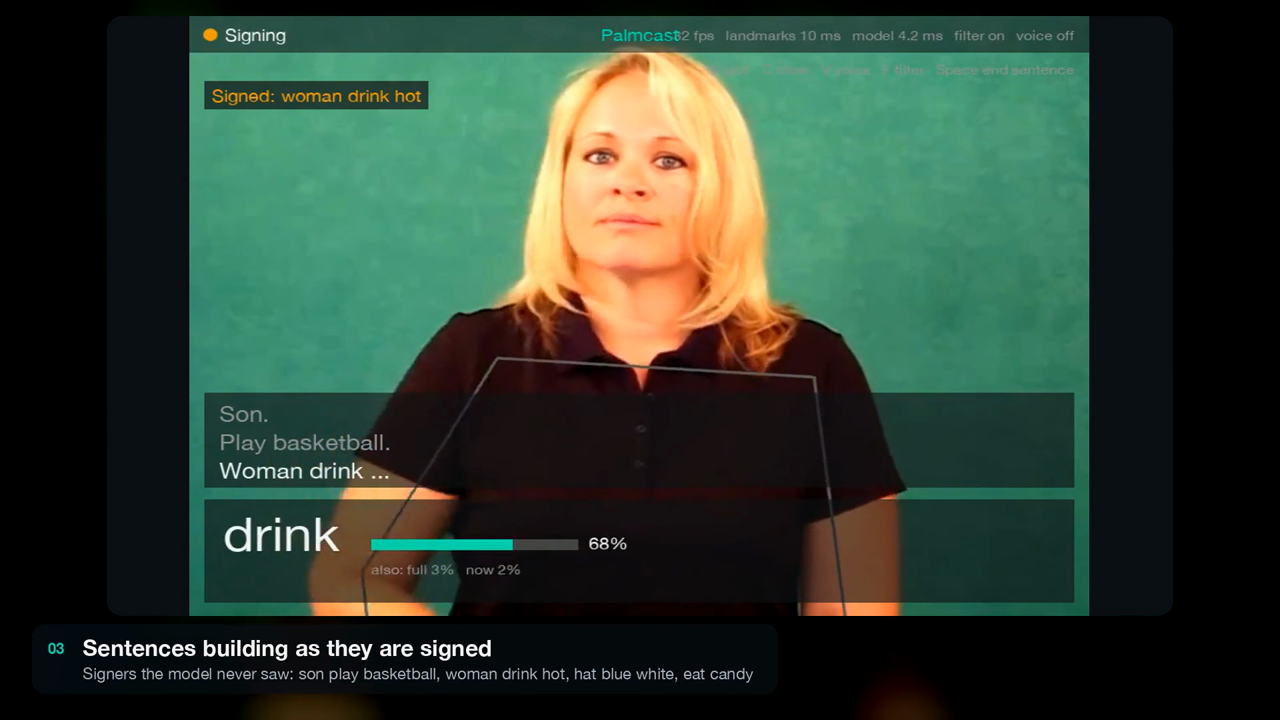 Signing
Palmcast 32 fps landmarks 10 ms model 4.2 ms filter on voice off
Space end sentence
Signed: woman drink hot
Son.
Play basketball.
Woman drink ...
drink
68%
also: full 3% now 2%
03 Sentences building as they are signed
Signers the model never saw: son play basketball, woman drink hot, hat blue white, eat candy